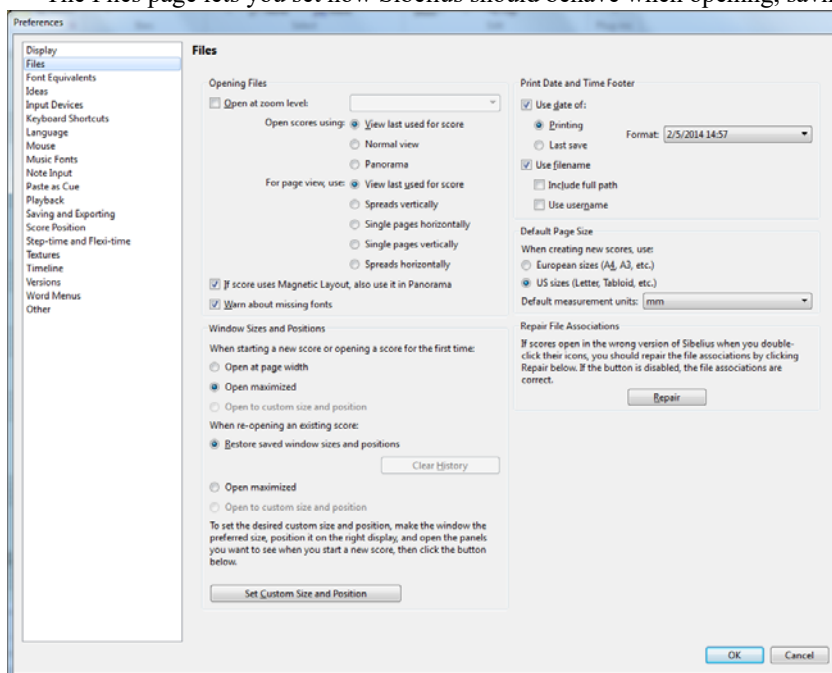 The Files page lets you set how Sibelius should behave when opening, savin
Preferences
Display
Files
Font Equivalents
Ideas
Input Devices
Keyboard Shortcuts
Language
Mouse
Music Fonts
Note Input
Paste as Cue
Playback
Saving and Exporting
Score Position
Step-time and Flexi-time
Textures
Timeline
Versions
Word Menus
Other
Files
Opening Files
Open at zoom level:
Open scores using: View last used for score
Normal view
Panorama
For page view, use: View last used for score
Spreads vertically
Single pages horizontally
Single pages vertically
Spreads horizontally
If score uses Magnetic Layout, also use it in Panorama
Warn about missing fonts
Window Sizes and Positions
When starting a new score or opening a score for the first time:
Open at page width
Open maximized
Open to custom size and position
When re-opening an existing score:
Restore saved window sizes and positions
Clear History
Open maximized
Open to custom size and position
To set the desired custom size and position, make the window the
preferred size, position it on the right display, and open the panels
you want to see when you start a new score, then click the button
below.
Set Custom Size and Position
Print Date and Time Footer
Use date of:
Printing
Last save
Format: 2/5/2014 14:57
Use filename
Include full path
Use username
Default Page Size
When creating new scores, use:
European sizes (A4, A3, etc.)
US sizes (Letter, Tabloid, etc.)
Default measurement units: mm
Repair File Associations
If scores open in the wrong version of Sibelius when you double-
click their icons, you should repair the file associations by clicking
Repair below. If the button is disabled, the file associations are
correct.
Repair
OK
Cancel